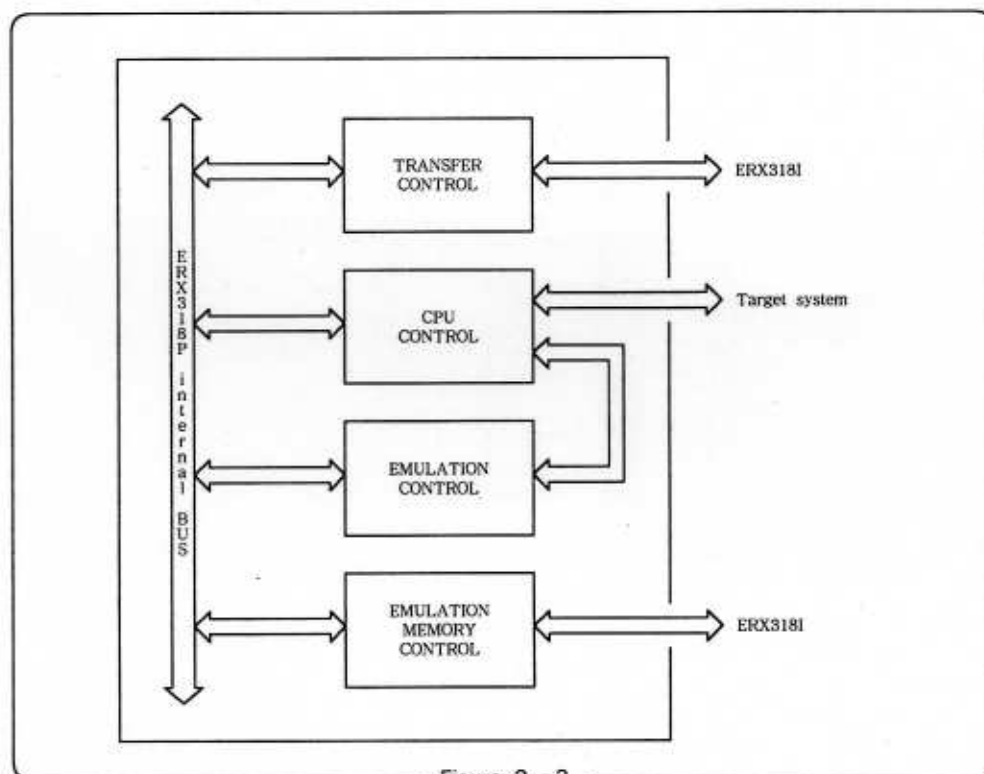 TRANSFER
CONTROL
ERX318I
ERX318P internal BUS
CPU
CONTROL
Target system
EMULATION
CONTROL
EMULATION
MEMORY
CONTROL
ERX318I